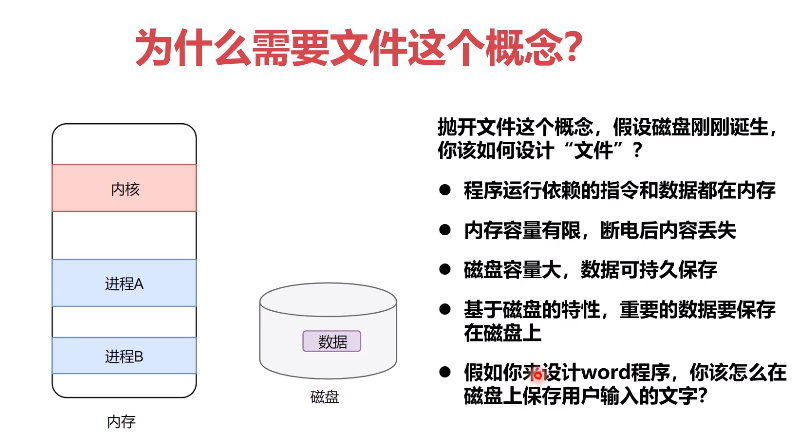 为什么需要文件这个概念？
内核
进程A
进程B
内存
数据
磁盘
抛开文件这个概念，假设磁盘刚刚诞生，
你该如何设计“文件”？
● 程序运行依赖的指令和数据都在内存
● 内存容量有限，断电后内容丢失
● 磁盘容量大，数据可持久保存
● 基于磁盘的特性，重要的数据要保存
在磁盘上
● 假如你来设计word程序，你该怎么在
磁盘上保存用户输入的文字？